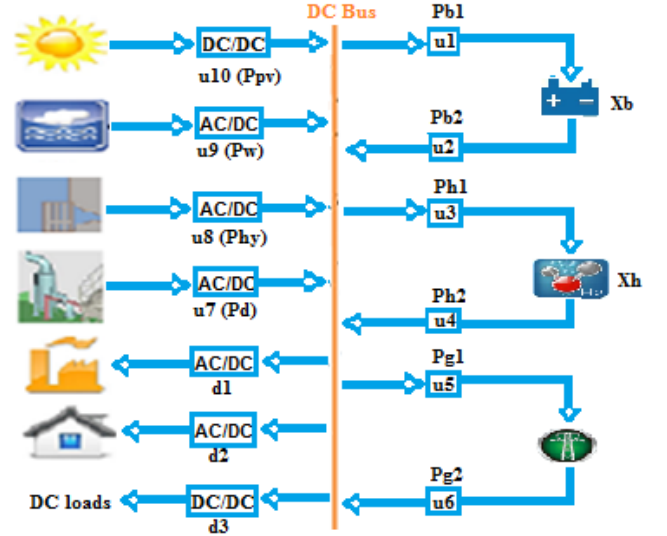 DC Bus
DC/DC
u10 (Ppv)
AC/DC
u9 (Pw)
AC/DC
u8 (Phy)
AC/DC
u7 (Pd)
AC/DC
d1
AC/DC
d2
DC loads
DC/DC
d3
Pb1
u1
Xb
Pb2
u2
Ph1
u3
Xh
Ph2
u4
Pg1
u5
Pg2
u6